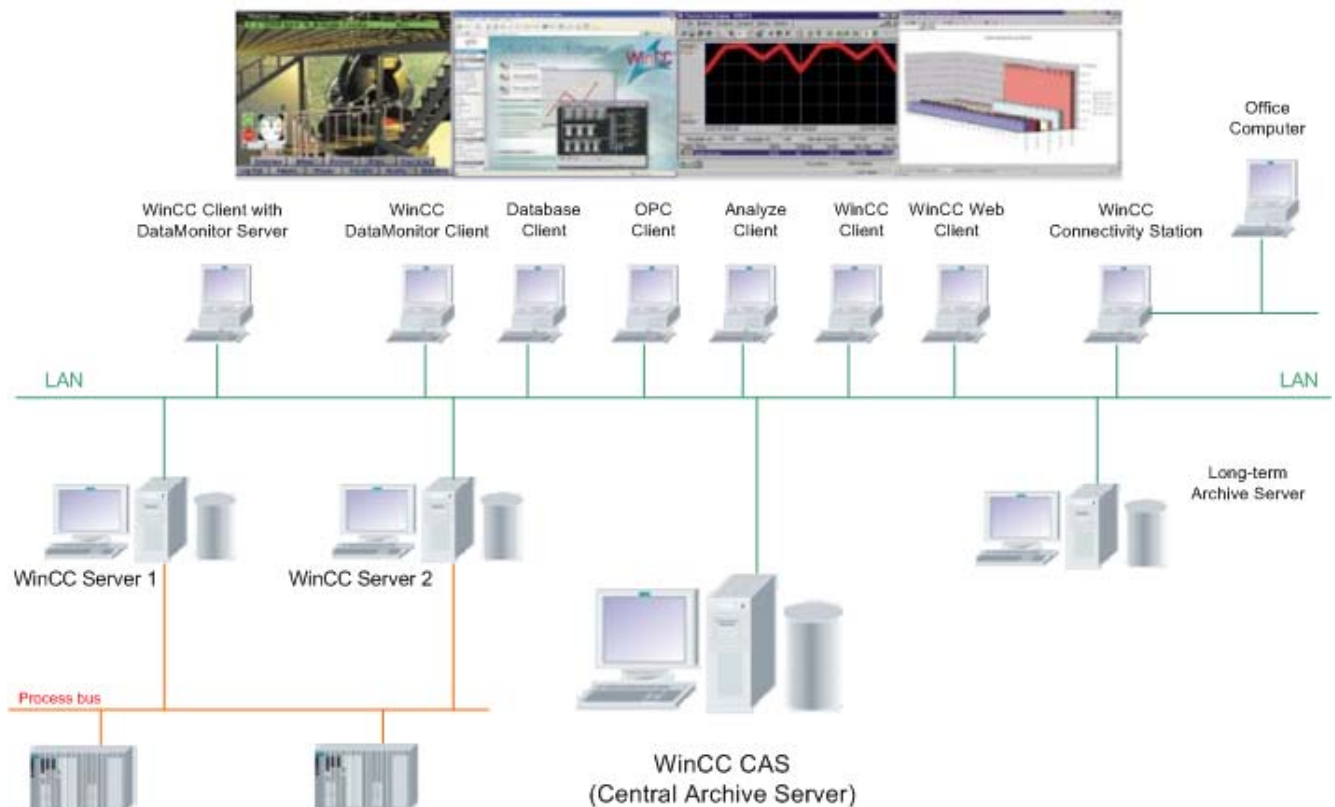 WinCC
Office
Computer
WinCC Client with
DataMonitor Server
WinCC
DataMonitor Client
Database
Client
OPC
Client
Analyze
Client
WinCC
Client
WinCC Web
Client
WinCC
Connectivity Station
LAN
LAN
Long-term
Archive Server
WinCC Server 1
WinCC Server 2
Process bus
WinCC CAS
(Central Archive Server)